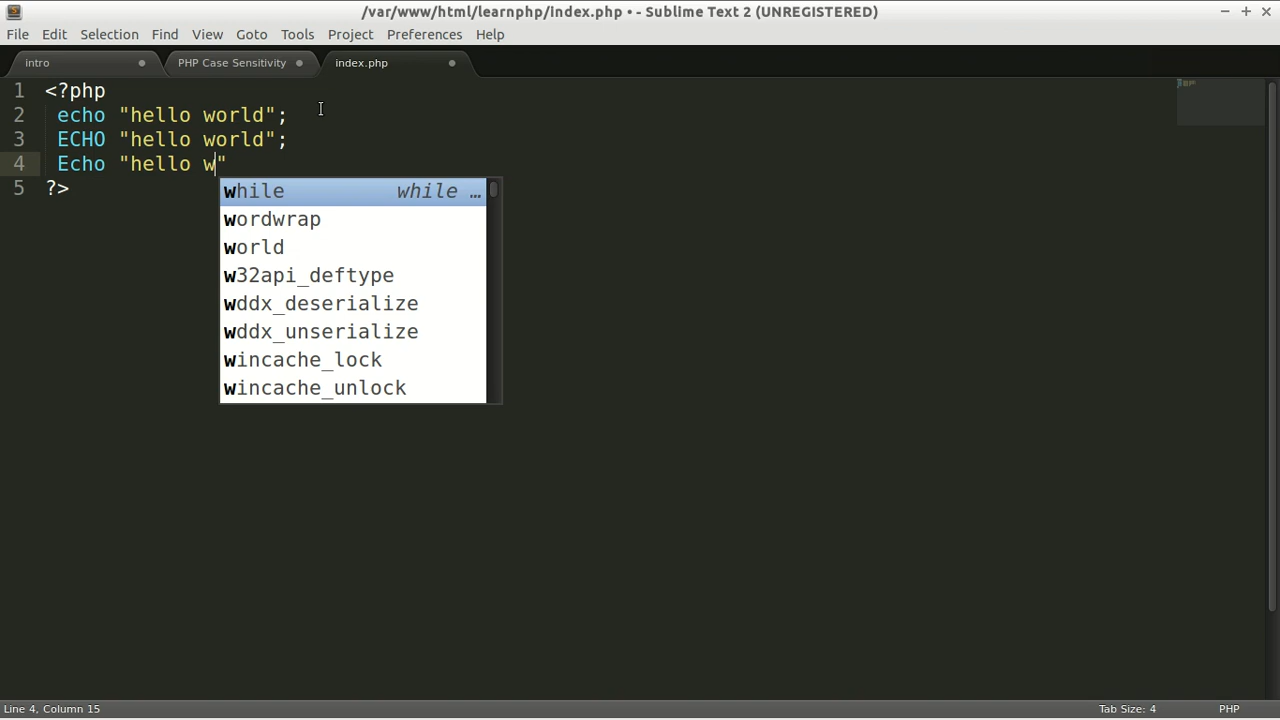 /var/www/html/learnphp/index.php • - Sublime Text 2 (UNREGISTERED)
File Edit Selection Find View Goto Tools Project Preferences Help
intro PHP Case Sensitivity index.php
1 <?php
2 echo "hello world";
3 ECHO "hello world";
4 Echo "hello w"
5 ?>
while while …
wordwrap
world
w32api_deftype
wddx_deserialize
wddx_unserialize
wincache_lock
wincache_unlock
Line 4, Column 15 Tab Size: 4 PHP